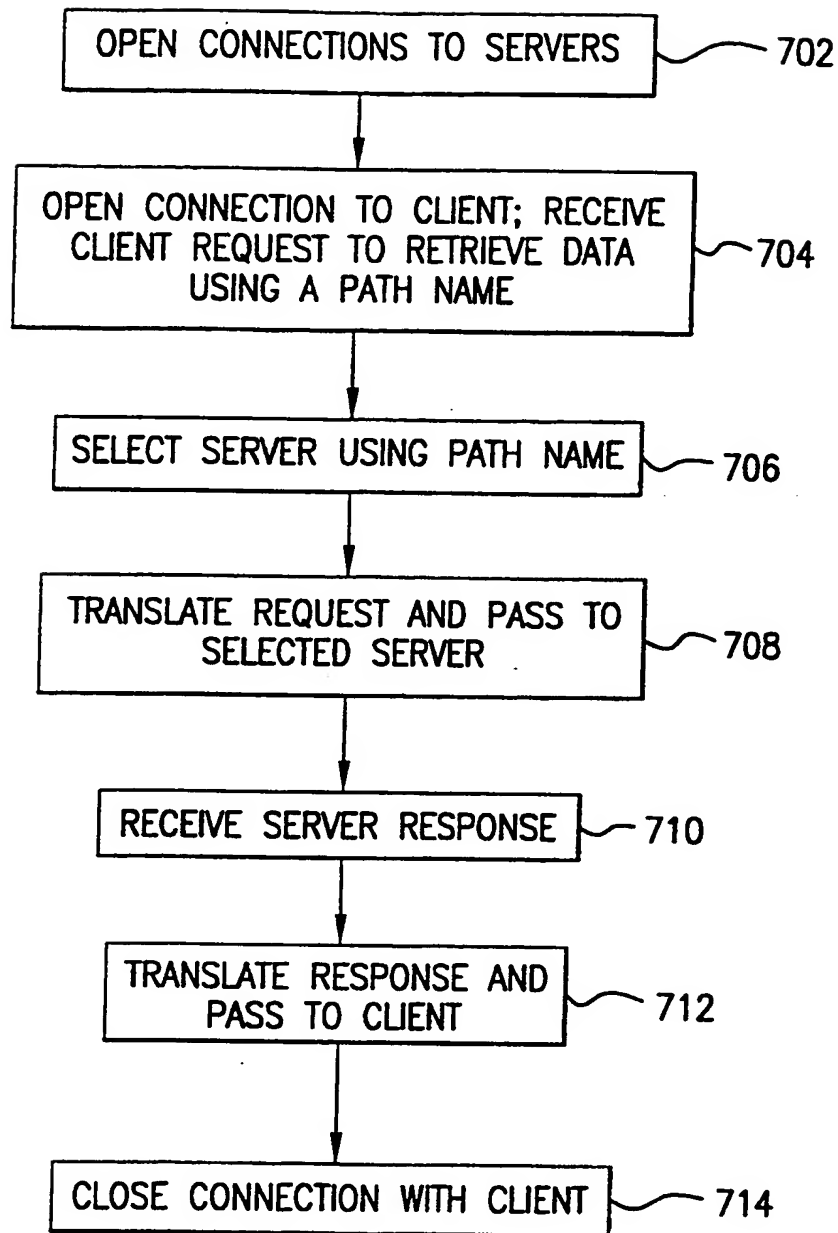 OPEN CONNECTIONS TO SERVERS
702
OPEN CONNECTION TO CLIENT; RECEIVE
CLIENT REQUEST TO RETRIEVE DATA
USING A PATH NAME
704
SELECT SERVER USING PATH NAME
706
TRANSLATE REQUEST AND PASS TO
SELECTED SERVER
708
RECEIVE SERVER RESPONSE
710
TRANSLATE RESPONSE AND
PASS TO CLIENT
712
CLOSE CONNECTION WITH CLIENT
714